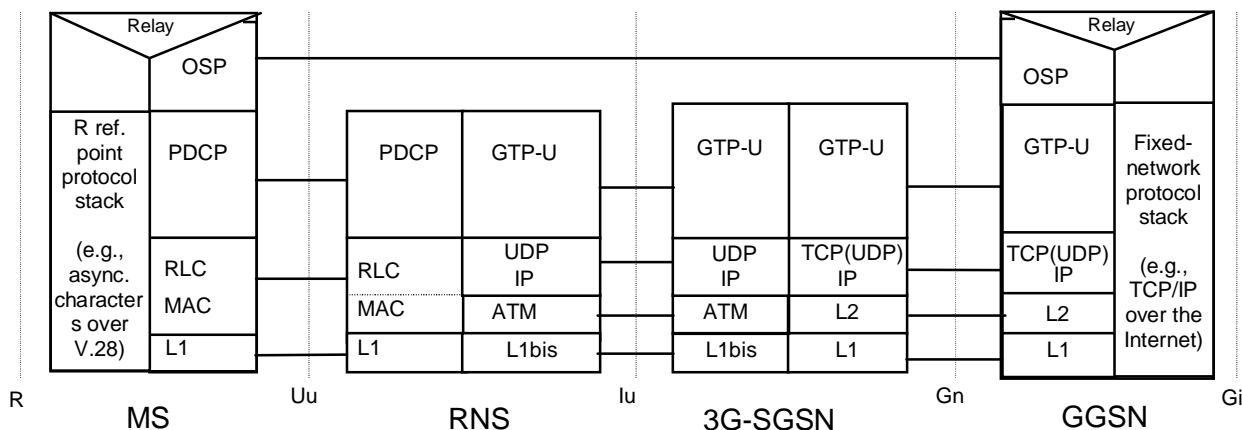 Relay
Relay
OSP
OSP
R ref.
point
protocol
stack
(e.g.,
async.
character
s over
V.28)
PDCP
RLC
MAC
L1
PDCP
GTP-U
RLC
UDP
IP
MAC
ATM
L1
L1bis
GTP-U
GTP-U
UDP
IP
TCP(UDP)
IP
ATM
L2
L1bis
L1
GTP-U
TCP(UDP)
IP
L2
L1
Fixed-
network
protocol
stack
(e.g.,
TCP/IP
over the
Internet)
R
Uu
Iu
Gn
Gi
MS
RNS
3G-SGSN
GGSN